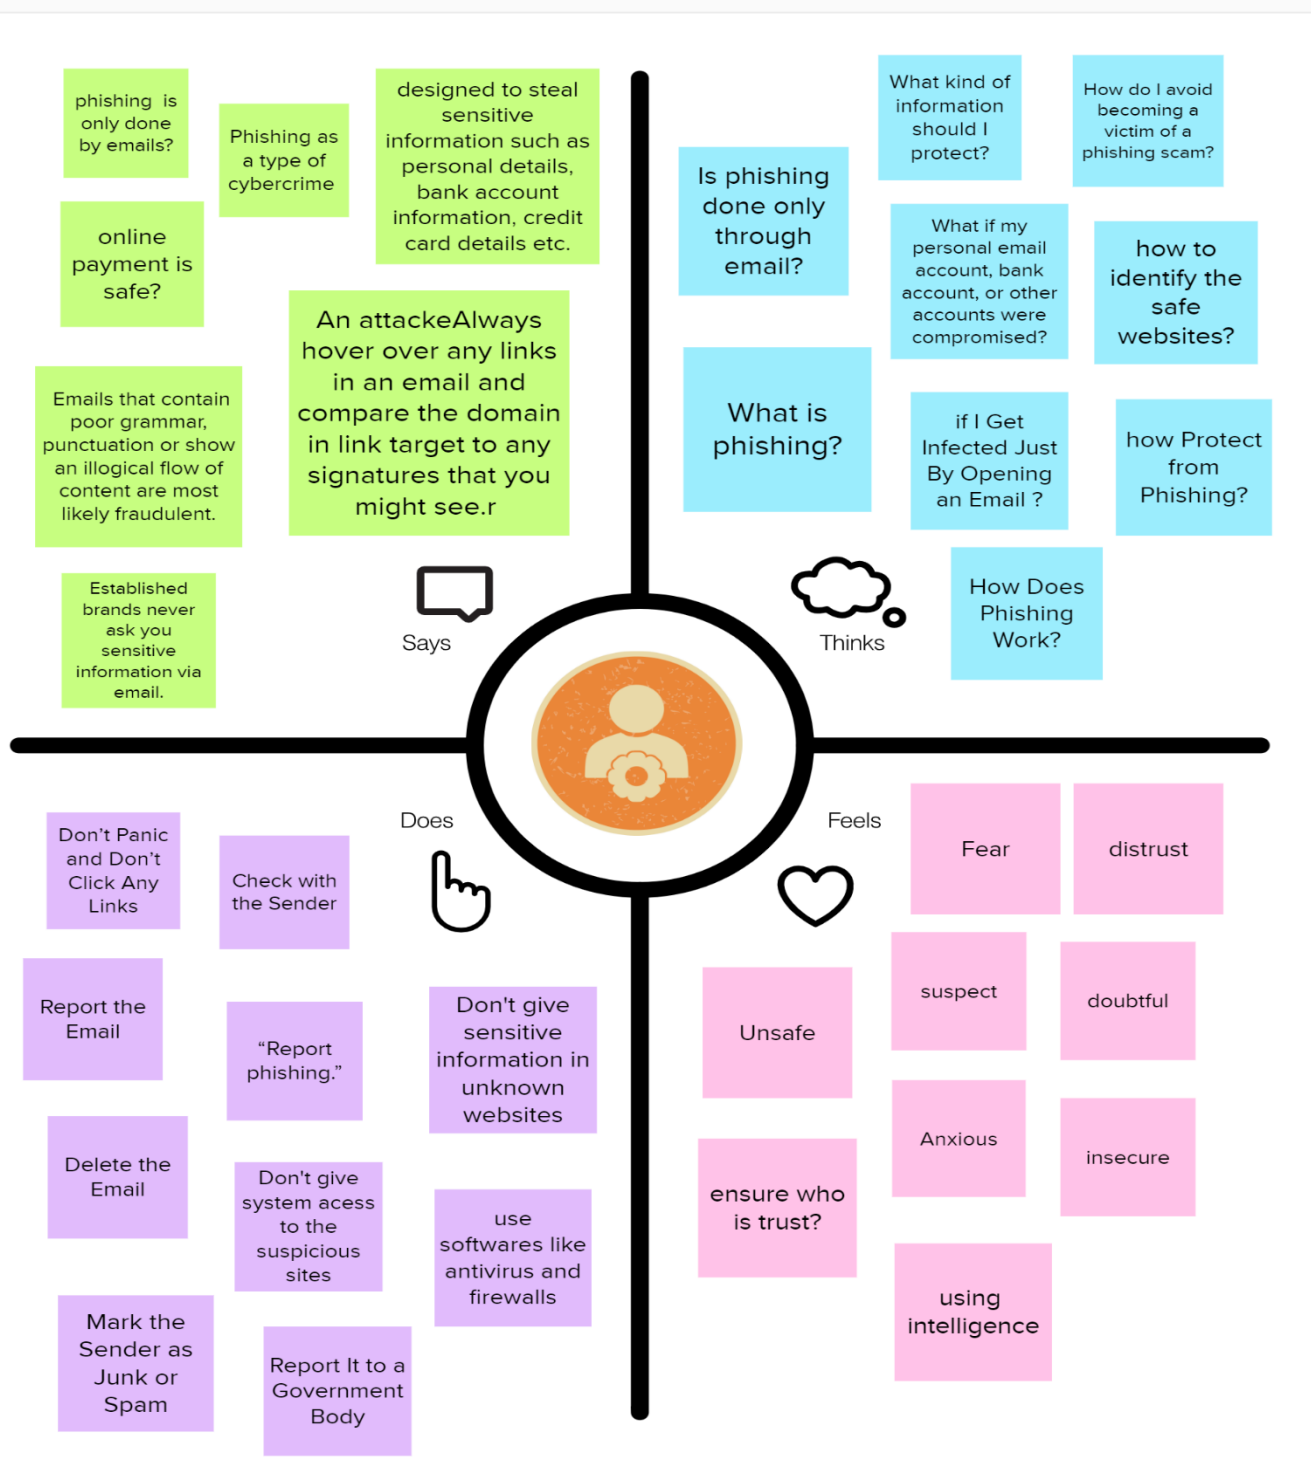 phishing is
only done
by emails?
Phishing as
a type of
cybercrime
designed to steal
sensitive
information such as
personal details,
bank account
information, credit
card details etc.
online
payment is
safe?
An attackeAlways
hover over any links
in an email and
compare the domain
in link target to any
signatures that you
might see.r
Emails that contain
poor grammar,
punctuation or show
an illogical flow of
content are most
likely fraudulent.
Established
brands never
ask you
sensitive
information via
email.
Says
What kind of
information
should I
protect?
How do I avoid
becoming a
victim of a
phishing scam?
Is phishing
done only
through
email?
What if my
personal email
account, bank
account, or other
accounts were
compromised?
how to
identify the
safe
websites?
What is
phishing?
if I Get
Infected Just
By Opening
an Email ?
how Protect
from
Phishing?
How Does
Phishing
Work?
Thinks
Does
Don’t Panic
and Don’t
Click Any
Links
Check with
the Sender
Report the
Email
“Report
phishing.”
Don't give
sensitive
information in
unknown
websites
Delete the
Email
Don't give
system acess
to the
suspicious
sites
use
softwares like
antivirus and
firewalls
Mark the
Sender as
Junk or
Spam
Report It to a
Government
Body
Feels
Fear
distrust
suspect
doubtful
Unsafe
Anxious
insecure
ensure who
is trust?
using
intelligence